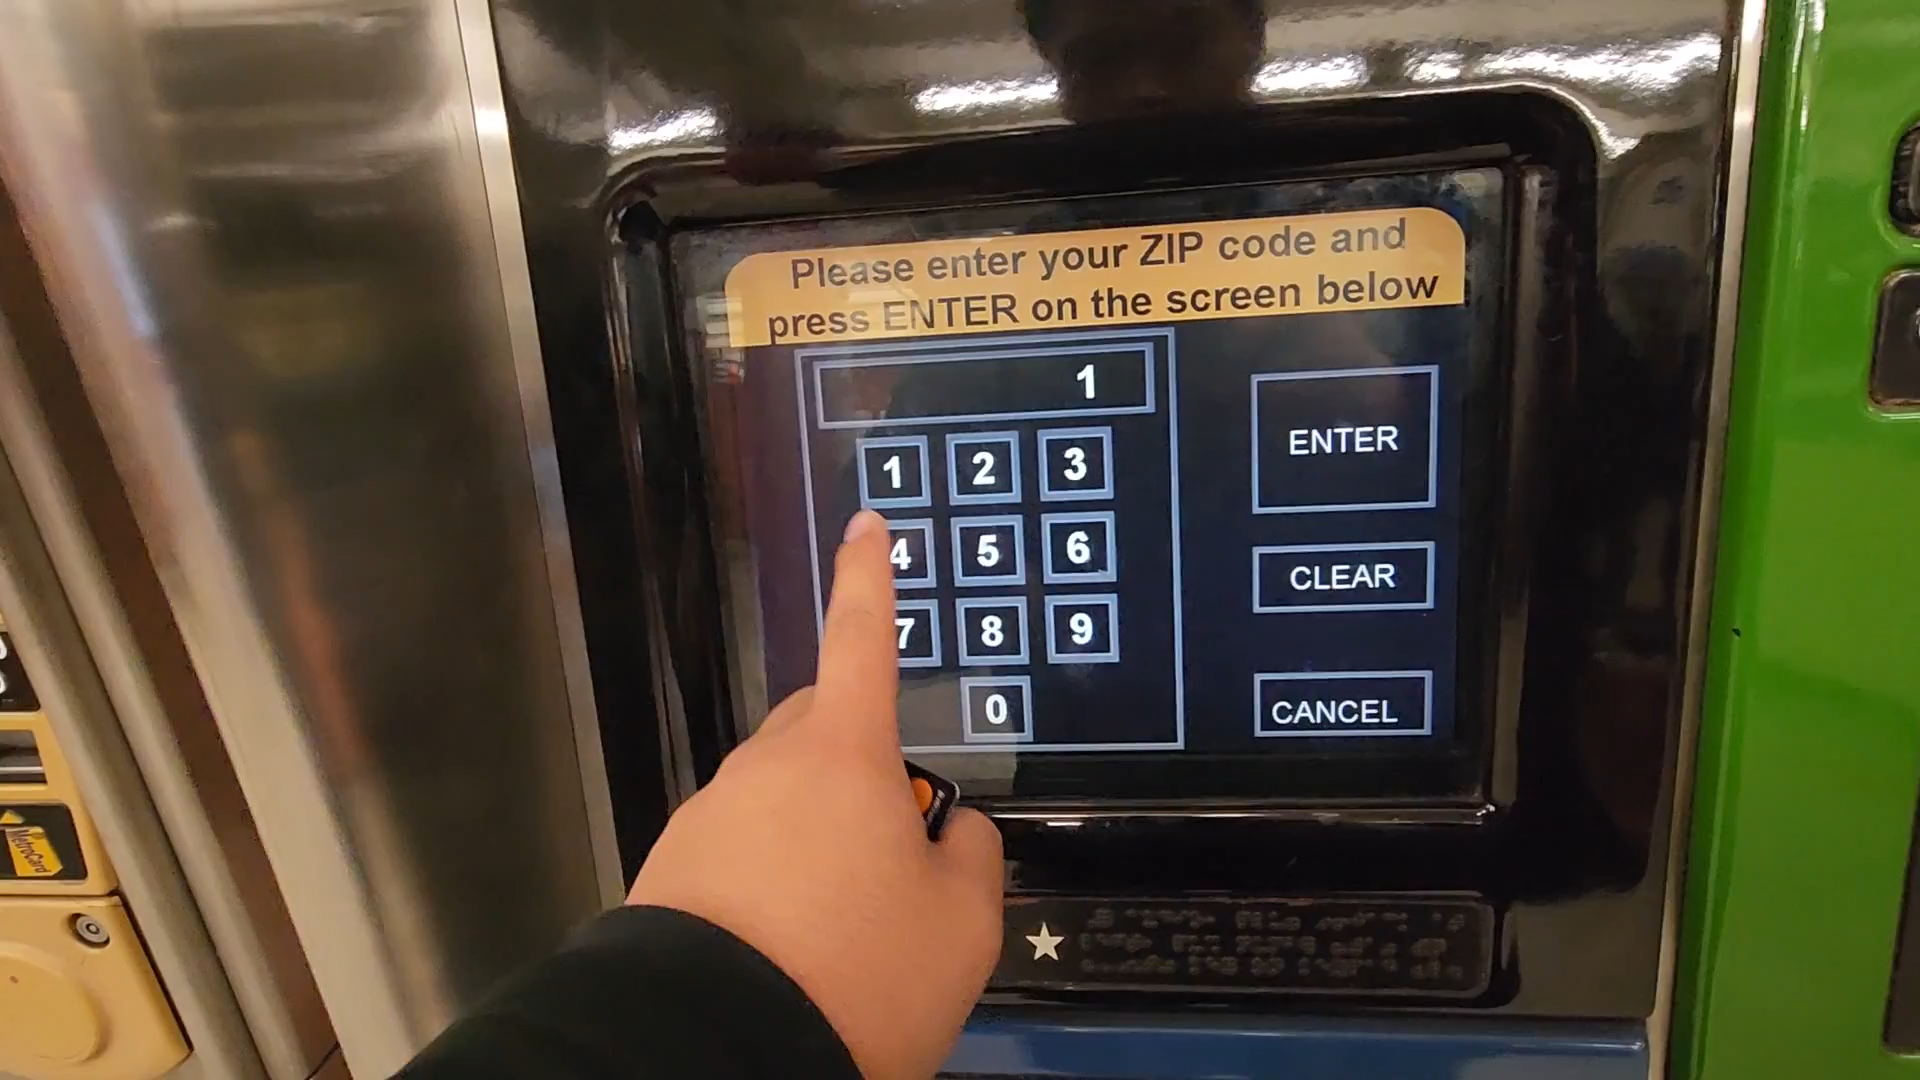 Please enter your ZIP code and
press ENTER on the screen below
1
1 2 3
ENTER
4 5 6
CLEAR
7 8 9
0
CANCEL
MetroCard